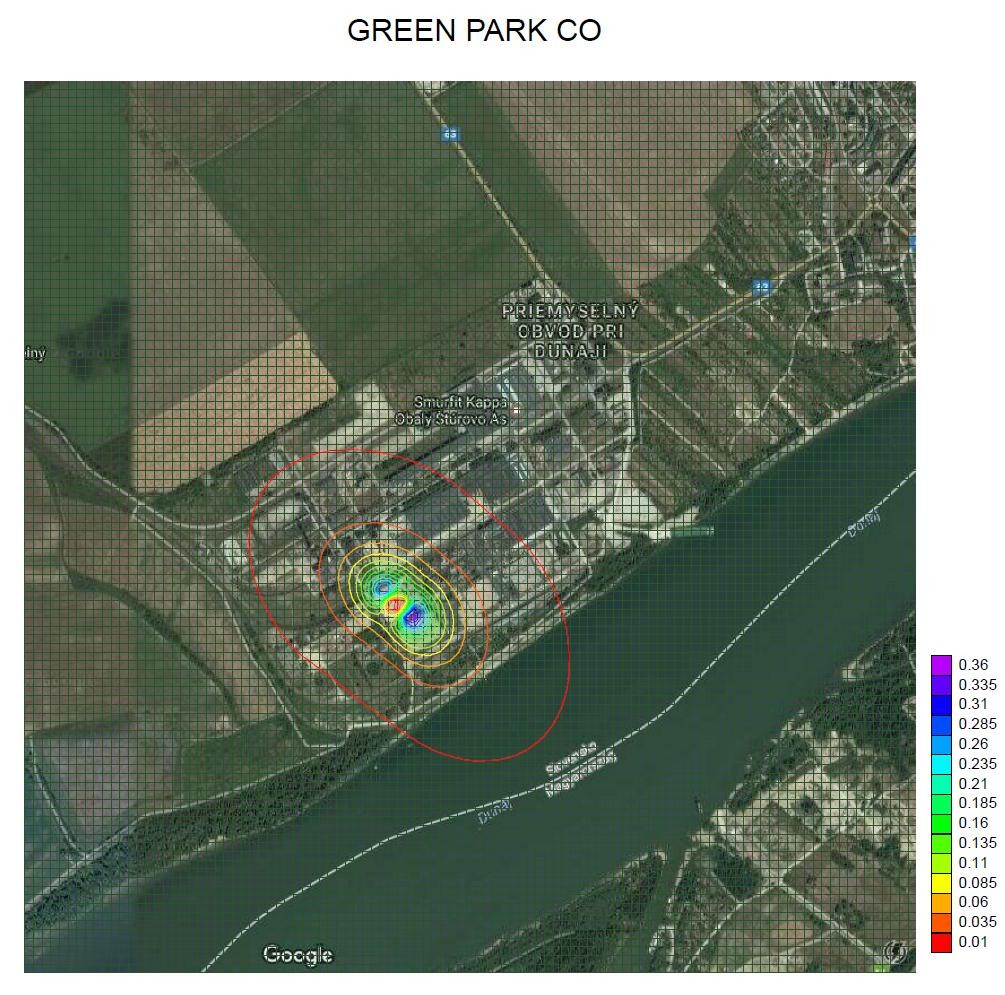 GREEN PARK CO
63
PRIEMYSELNÝ
OBVOD PRI
DUNAJI
63
elný
Smurfit Kappa
Obaly Štúrovo As
Dunaj
Dunaj
Google
0.36
0.335
0.31
0.285
0.26
0.235
0.21
0.185
0.16
0.135
0.11
0.085
0.06
0.035
0.01